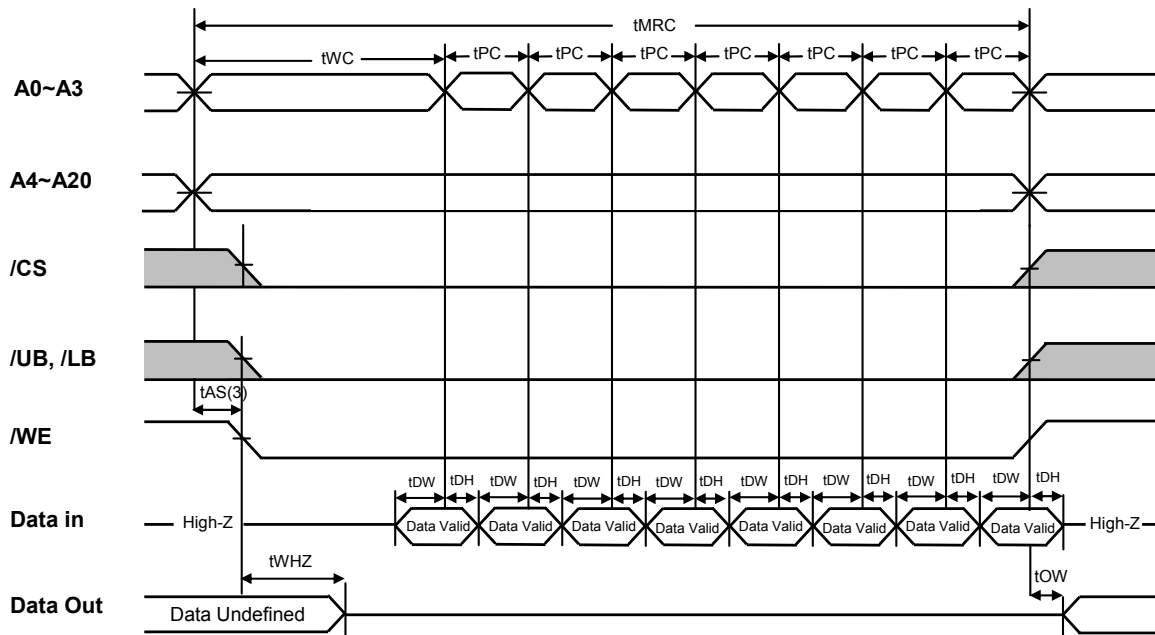 tMRC
tWC tPC tPC tPC tPC tPC tPC tPC
A0~A3
A4~A20
/CS
/UB, /LB
tAS(3)
/WE
tDW tDH tDW tDH tDW tDH tDW tDH tDW tDH tDW tDH tDW tDH tDW tDH
Data in High-Z Data Valid Data Valid Data Valid Data Valid Data Valid Data Valid Data Valid Data Valid High-Z
tWHZ tOW
Data Out Data Undefined